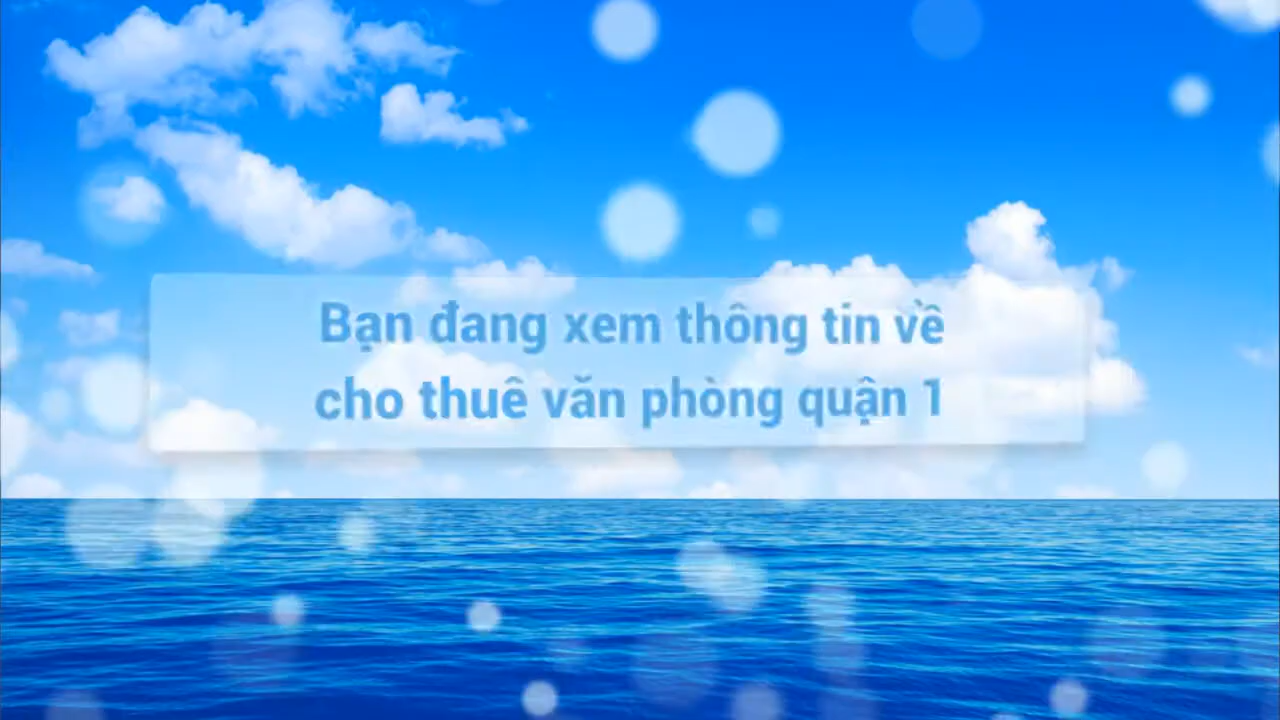 Bạn đang xem thông tin về
cho thuê văn phòng quận 1